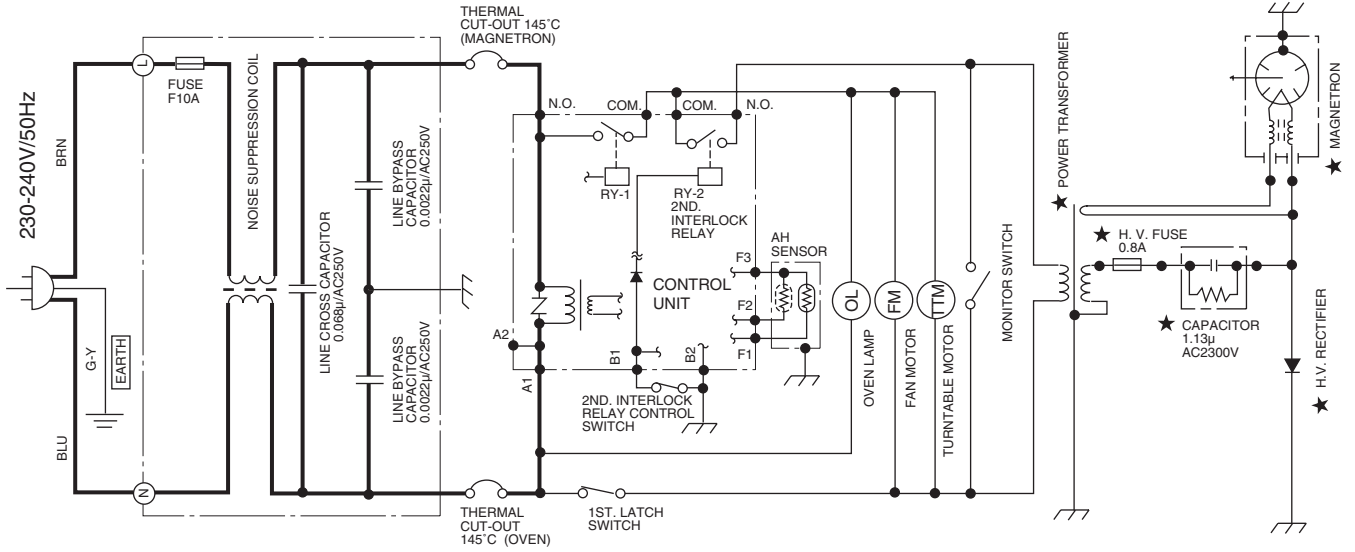 230-240V/50Hz
BRN
BLU
G-Y
EARTH
L
N
FUSE
F10A
NOISE SUPPRESSION COIL
LINE CROSS CAPACITOR
0.068μ/AC250V
LINE BYPASS
CAPACITOR
0.0022μ/AC250V
LINE BYPASS
CAPACITOR
0.0022μ/AC250V
THERMAL
CUT-OUT 145˚C
(MAGNETRON)
THERMAL
CUT-OUT
145˚C (OVEN)
N.O.
COM.
COM.
N.O.
RY-1
RY-2
2ND.
INTERLOCK
RELAY
CONTROL
UNIT
A2
A1
B1
B2
F3
F2
F1
AH
SENSOR
2ND. INTERLOCK
RELAY CONTROL
SWITCH
1ST. LATCH
SWITCH
OL
FM
TTM
OVEN LAMP
FAN MOTOR
TURNTABLE MOTOR
MONITOR SWITCH
★ POWER TRANSFORMER
★ H. V. FUSE
0.8A
★ CAPACITOR
1.13μ
AC2300V
★ MAGNETRON
★ H.V. RECTIFIER